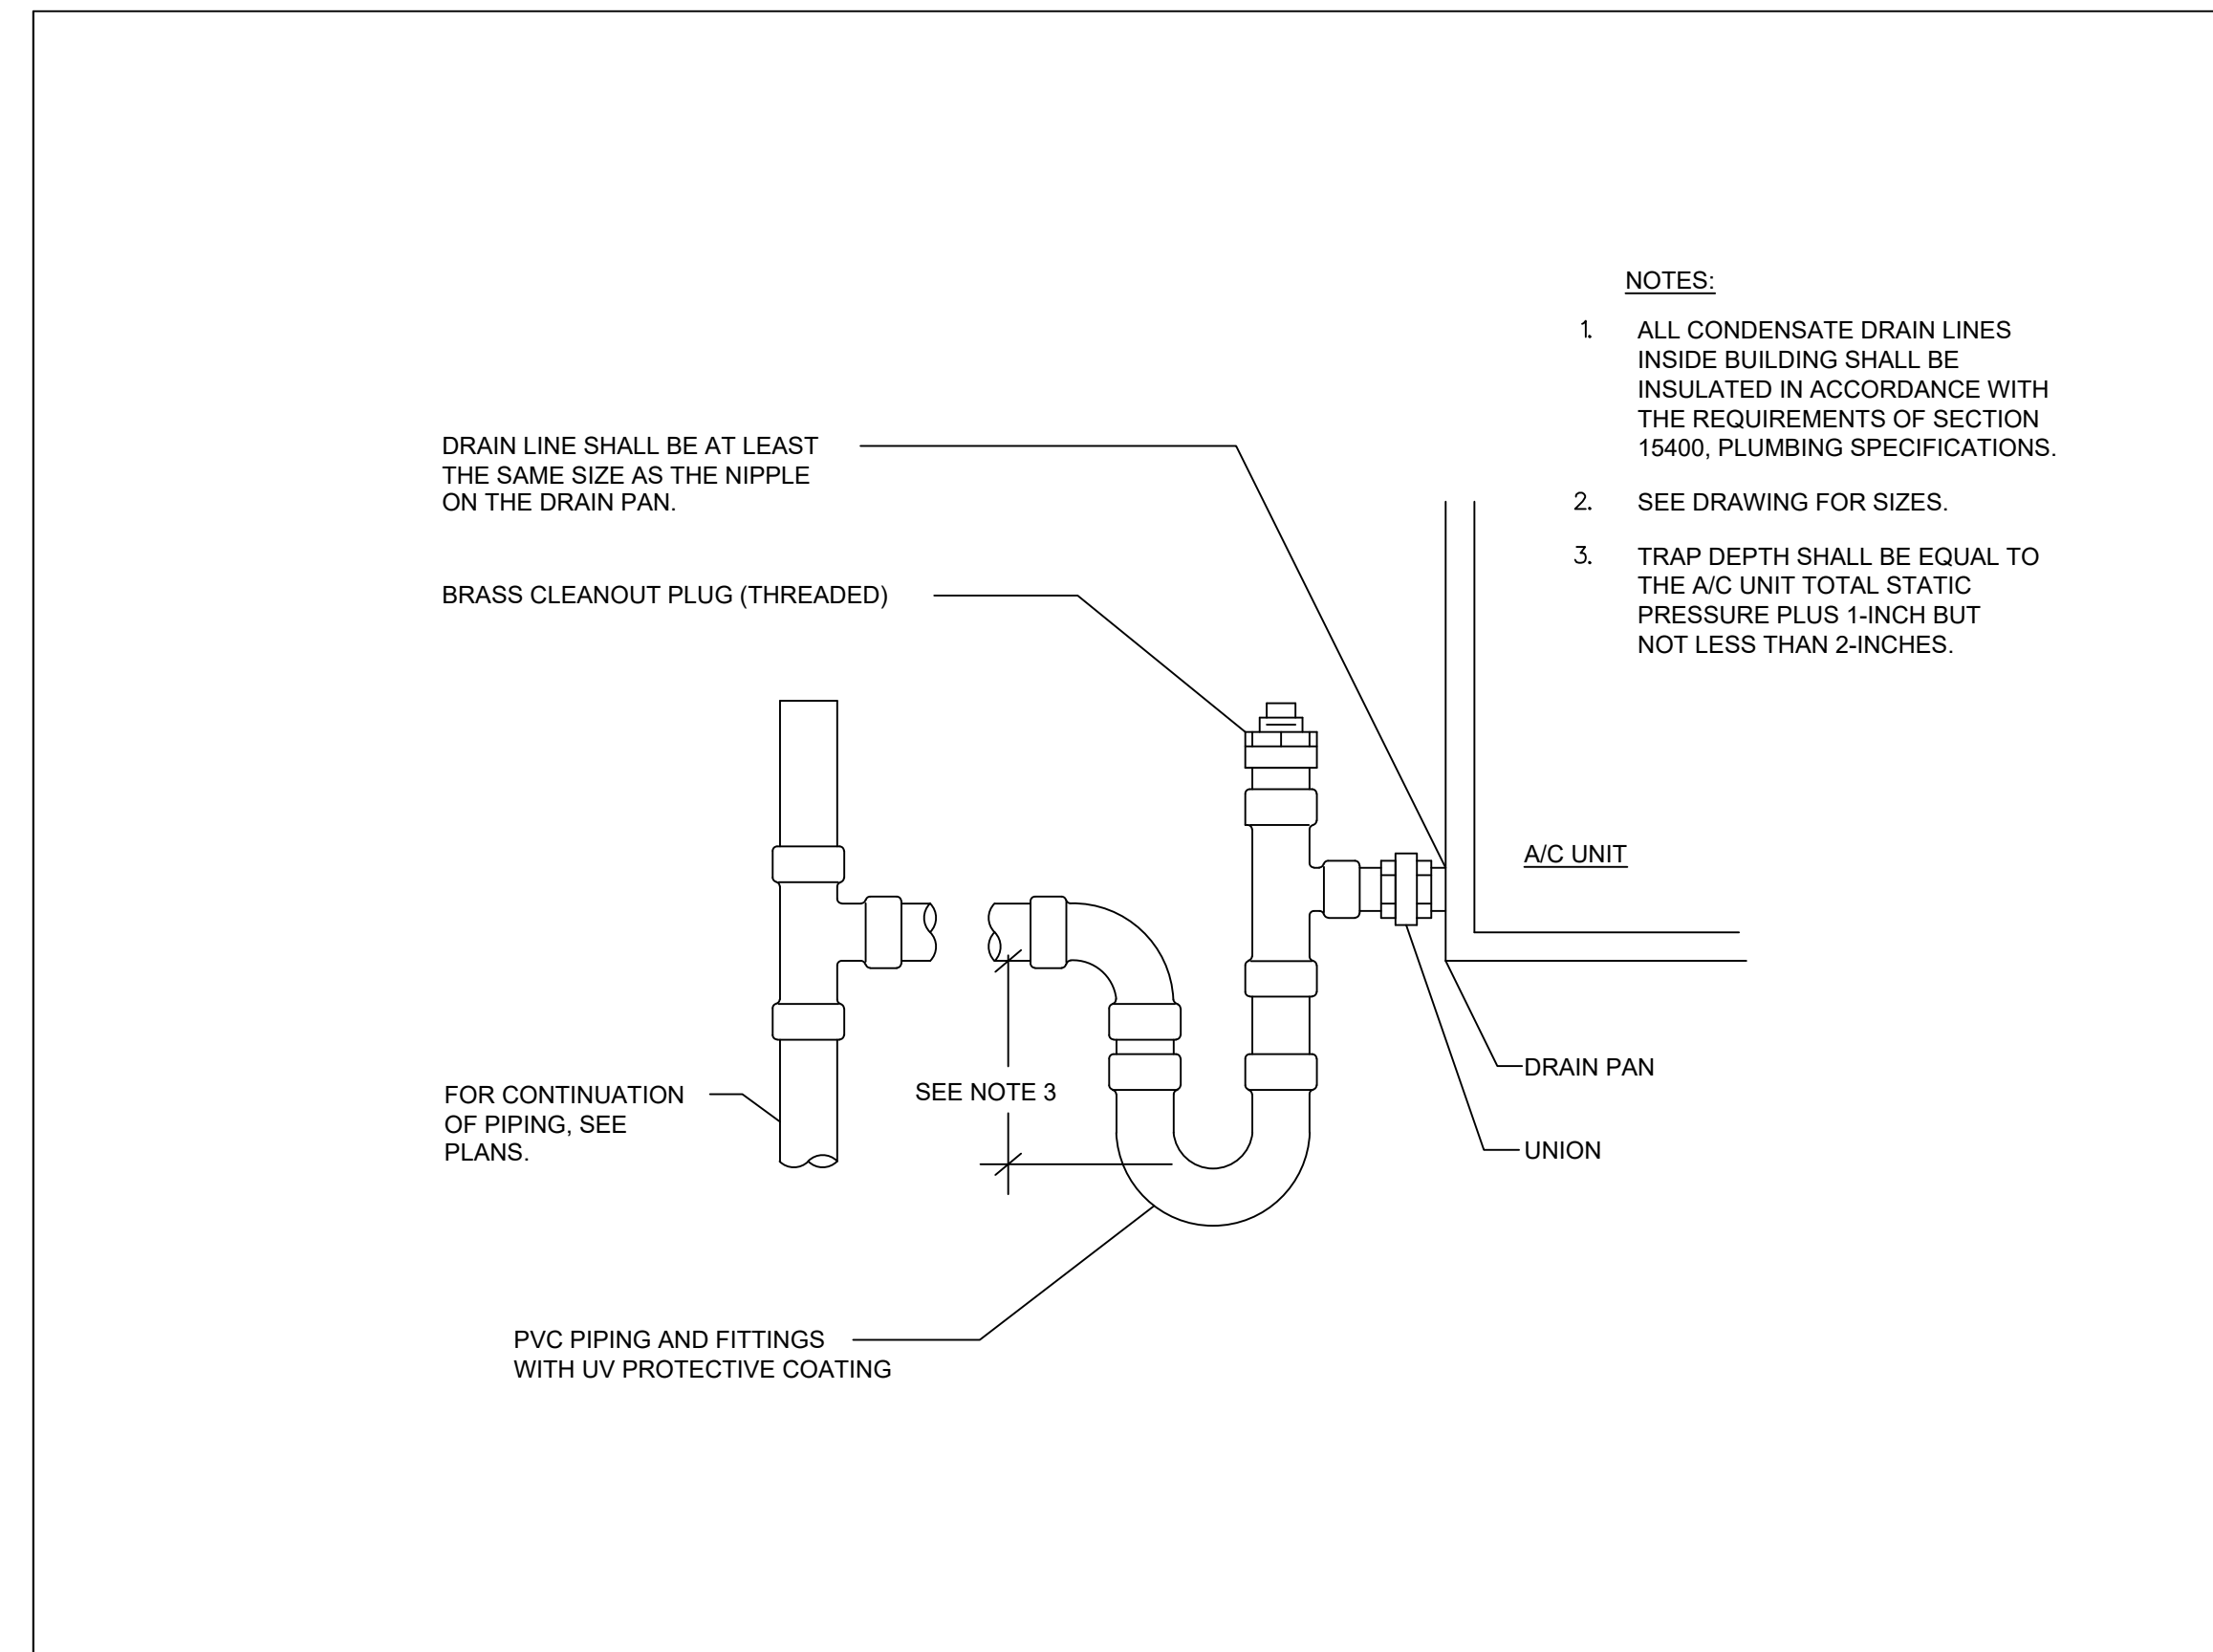 NOTES:
1. ALL CONDENSATE DRAIN LINES
INSIDE BUILDING SHALL BE
INSULATED IN ACCORDANCE WITH
THE REQUIREMENTS OF SECTION
15400, PLUMBING SPECIFICATIONS.
2. SEE DRAWING FOR SIZES.
3. TRAP DEPTH SHALL BE EQUAL TO
THE A/C UNIT TOTAL STATIC
PRESSURE PLUS 1-INCH BUT
NOT LESS THAN 2-INCHES.
DRAIN LINE SHALL BE AT LEAST
THE SAME SIZE AS THE NIPPLE
ON THE DRAIN PAN.
BRASS CLEANOUT PLUG (THREADED)
A/C UNIT
DRAIN PAN
UNION
SEE NOTE 3
FOR CONTINUATION
OF PIPING, SEE
PLANS.
PVC PIPING AND FITTINGS
WITH UV PROTECTIVE COATING